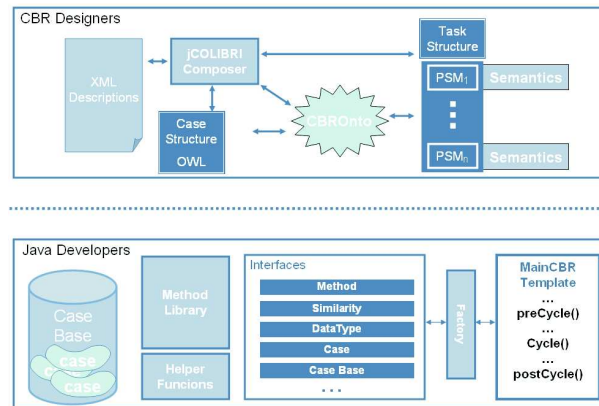 CBR Designers
XML
Descriptions
jCOLIBRI
Composer
Case
Structure
OWL
CBROnto
Task
Structure
PSM1
Semantics
PSMn
Semantics
Java Developers
Case
Base
case
case
case
Method
Library
Helper
Funcions
Interfaces
Method
Similarity
DataType
Case
Case Base
...
Factory
MainCBR
Template
...
preCycle()
...
Cycle()
...
postCycle()